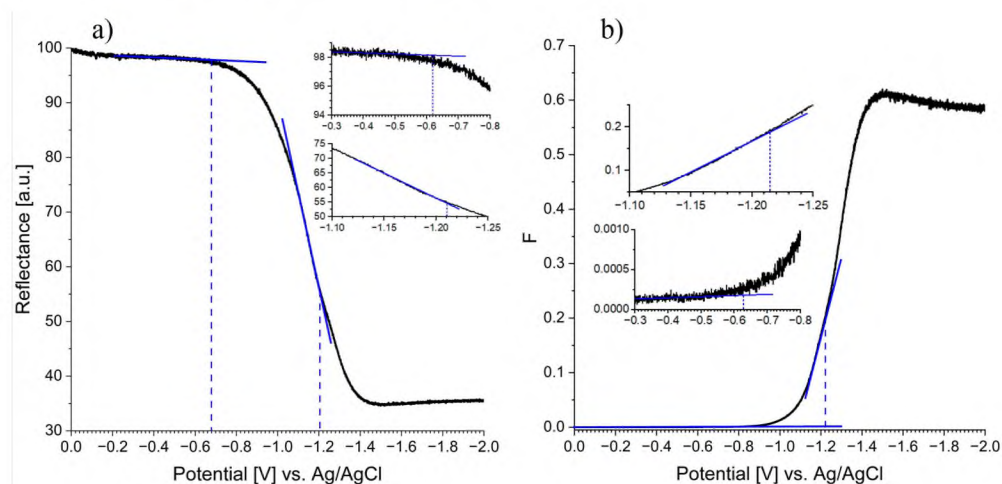 a)
100
90
80
70
60
50
40
30
Reflectance [a.u.]
0.0 −0.2 −0.4 −0.6 −0.8 −1.0 −1.2 −1.4 −1.6 −1.8 −2.0
Potential [V] vs. Ag/AgCl
98
96
94
−0.3 −0.4 −0.5 −0.6 −0.7 −0.8
75
70
65
60
55
50
−1.10 −1.15 −1.20 −1.25
b)
0.7
0.6
0.5
0.4
0.3
0.2
0.1
0.0
F
0.0 −0.2 −0.4 −0.6 −0.8 −1.0 −1.2 −1.4 −1.6 −1.8 −2.0
Potential [V] vs. Ag/AgCl
0.2
0.1
−1.10 −1.15 −1.20 −1.25
0.0010
0.0005
0.0000
−0.3 −0.4 −0.5 −0.6 −0.7 −0.8